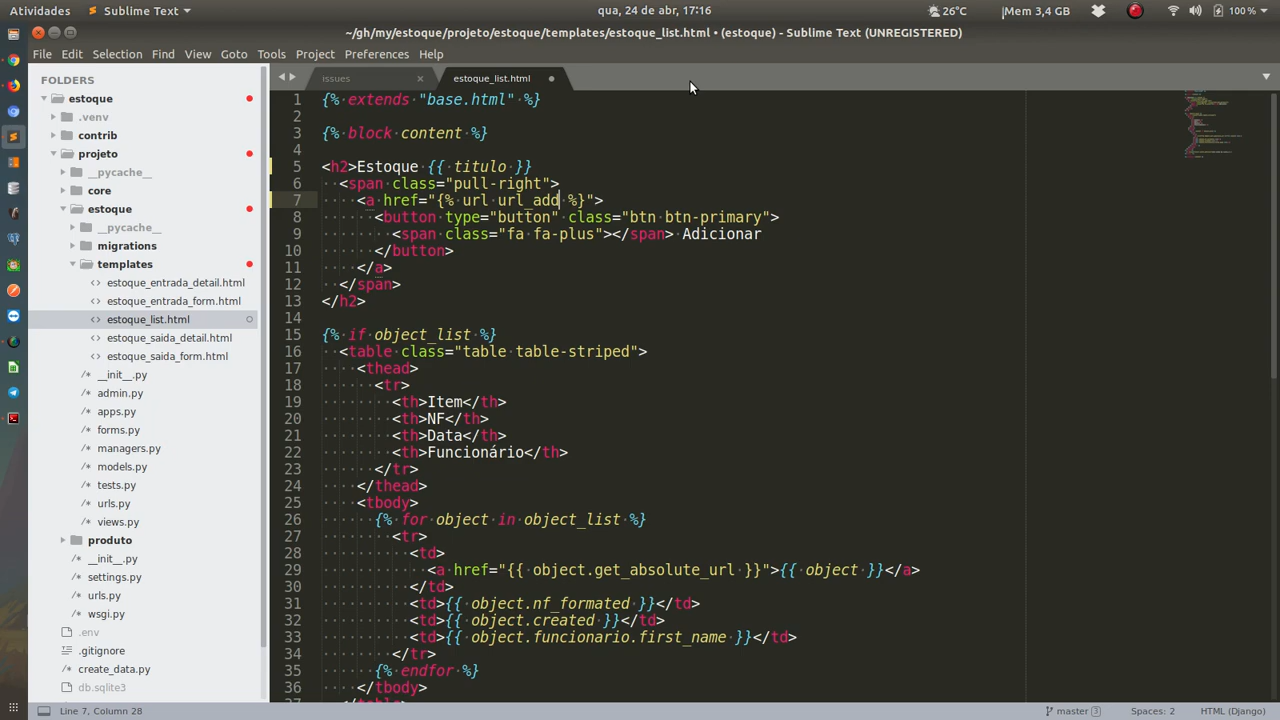 Atividades
Sublime Text
qua, 24 de abr, 17:16
26°C
Mem 3,4 GB
100%
~/gh/my/estoque/projeto/estoque/templates/estoque_list.html • (estoque) - Sublime Text (UNREGISTERED)
File Edit Selection Find View Goto Tools Project Preferences Help
FOLDERS
estoque
.venv
contrib
projeto
__pycache__
core
estoque
__pycache__
migrations
templates
estoque_entrada_detail.html
estoque_entrada_form.html
estoque_list.html
estoque_saida_detail.html
estoque_saida_form.html
__init__.py
admin.py
apps.py
forms.py
managers.py
models.py
tests.py
urls.py
views.py
produto
__init__.py
settings.py
urls.py
wsgi.py
.env
.gitignore
create_data.py
db.sqlite3
issues
estoque_list.html
1 {% extends "base.html" %}
2
3 {% block content %}
4
5 <h2>Estoque {{ titulo }}
6 <span class="pull-right">
7 <a href="{% url url_add %}">
8 <button type="button" class="btn btn-primary">
9 <span class="fa fa-plus"></span> Adicionar
10 </button>
11 </a>
12 </span>
13 </h2>
14
15 {% if object_list %}
16 <table class="table table-striped">
17 <thead>
18 <tr>
19 <th>Item</th>
20 <th>NF</th>
21 <th>Data</th>
22 <th>Funcionário</th>
23 </tr>
24 </thead>
25 <tbody>
26 {% for object in object_list %}
27 <tr>
28 <td>
29 <a href="{{ object.get_absolute_url }}">{{ object }}</a>
30 </td>
31 <td>{{ object.nf_formated }}</td>
32 <td>{{ object.created }}</td>
33 <td>{{ object.funcionario.first_name }}</td>
34 </tr>
35 {% endfor %}
36 </tbody>
Line 7, Column 28
master 3
Spaces: 2
HTML (Django)